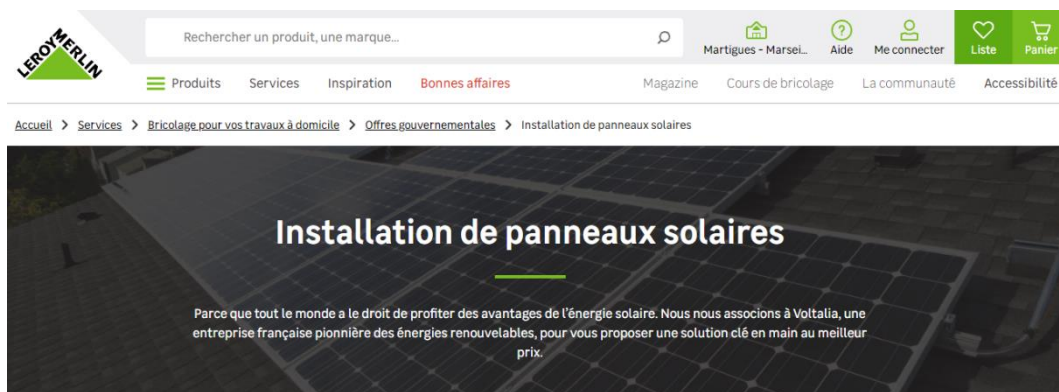 LEROY MERLIN
Rechercher un produit, une marque...
Martigues - Marsei...
Aide
Me connecter
Liste
Panier
Produits
Services
Inspiration
Bonnes affaires
Magazine
Cours de bricolage
La communauté
Accessibilité
Accueil > Services > Bricolage pour vos travaux à domicile > Offres gouvernementales > Installation de panneaux solaires
Installation de panneaux solaires
Parce que tout le monde a le droit de profiter des avantages de l'énergie solaire. Nous nous associons à Voltalia, une
entreprise française pionnière des énergies renouvelables, pour vous proposer une solution clé en main au meilleur
prix.